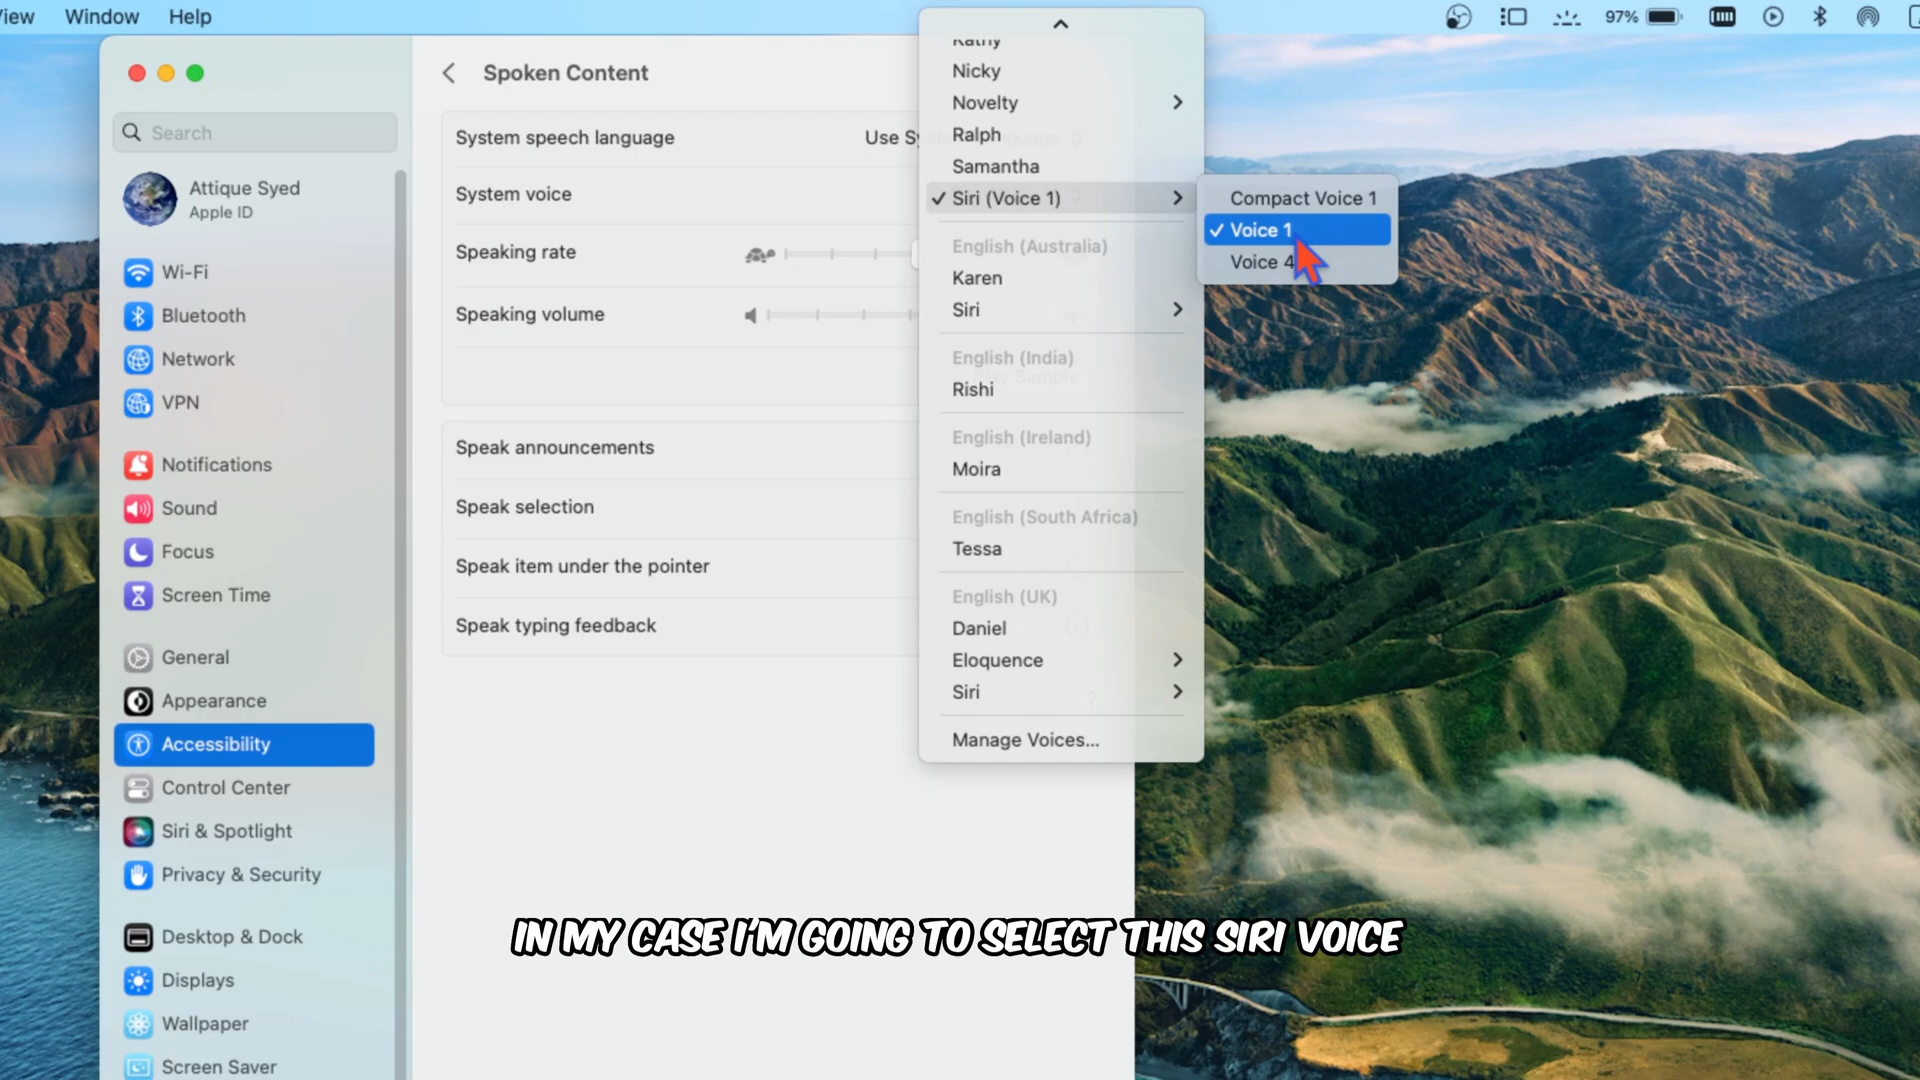 View Window Help
97%
Spoken Content
Search
Attique Syed
Apple ID
Wi-Fi
Bluetooth
Network
VPN
Notifications
Sound
Focus
Screen Time
General
Appearance
Accessibility
Control Center
Siri & Spotlight
Privacy & Security
Desktop & Dock
Displays
Wallpaper
Screen Saver
System speech language
Use Sy
System voice
Speaking rate
Speaking volume
Play Sample
Speak announcements
Speak selection
Speak item under the pointer
Speak typing feedback
Kathy
Nicky
Novelty
Ralph
Samantha
Siri (Voice 1)
English (Australia)
Karen
Siri
English (India)
Rishi
English (Ireland)
Moira
English (South Africa)
Tessa
English (UK)
Daniel
Eloquence
Siri
Manage Voices...
Compact Voice 1
Voice 1
Voice 4
IN MY CASE I'M GOING TO SELECT THIS SIRI VOICE